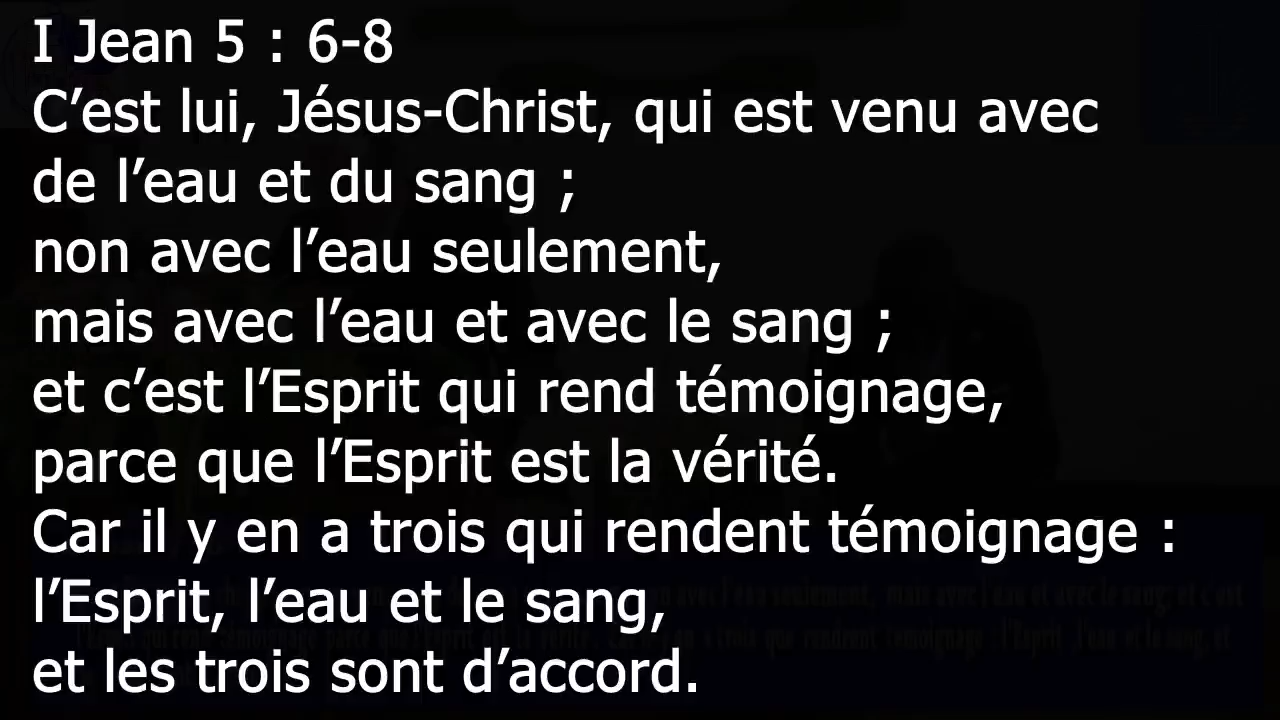 I Jean 5 : 6-8
C’est lui, Jésus-Christ, qui est venu avec
de l’eau et du sang ;
non avec l’eau seulement,
mais avec l’eau et avec le sang ;
et c’est l’Esprit qui rend témoignage,
parce que l’Esprit est la vérité.
Car il y en a trois qui rendent témoignage :
l’Esprit, l’eau et le sang,
et les trois sont d’accord.